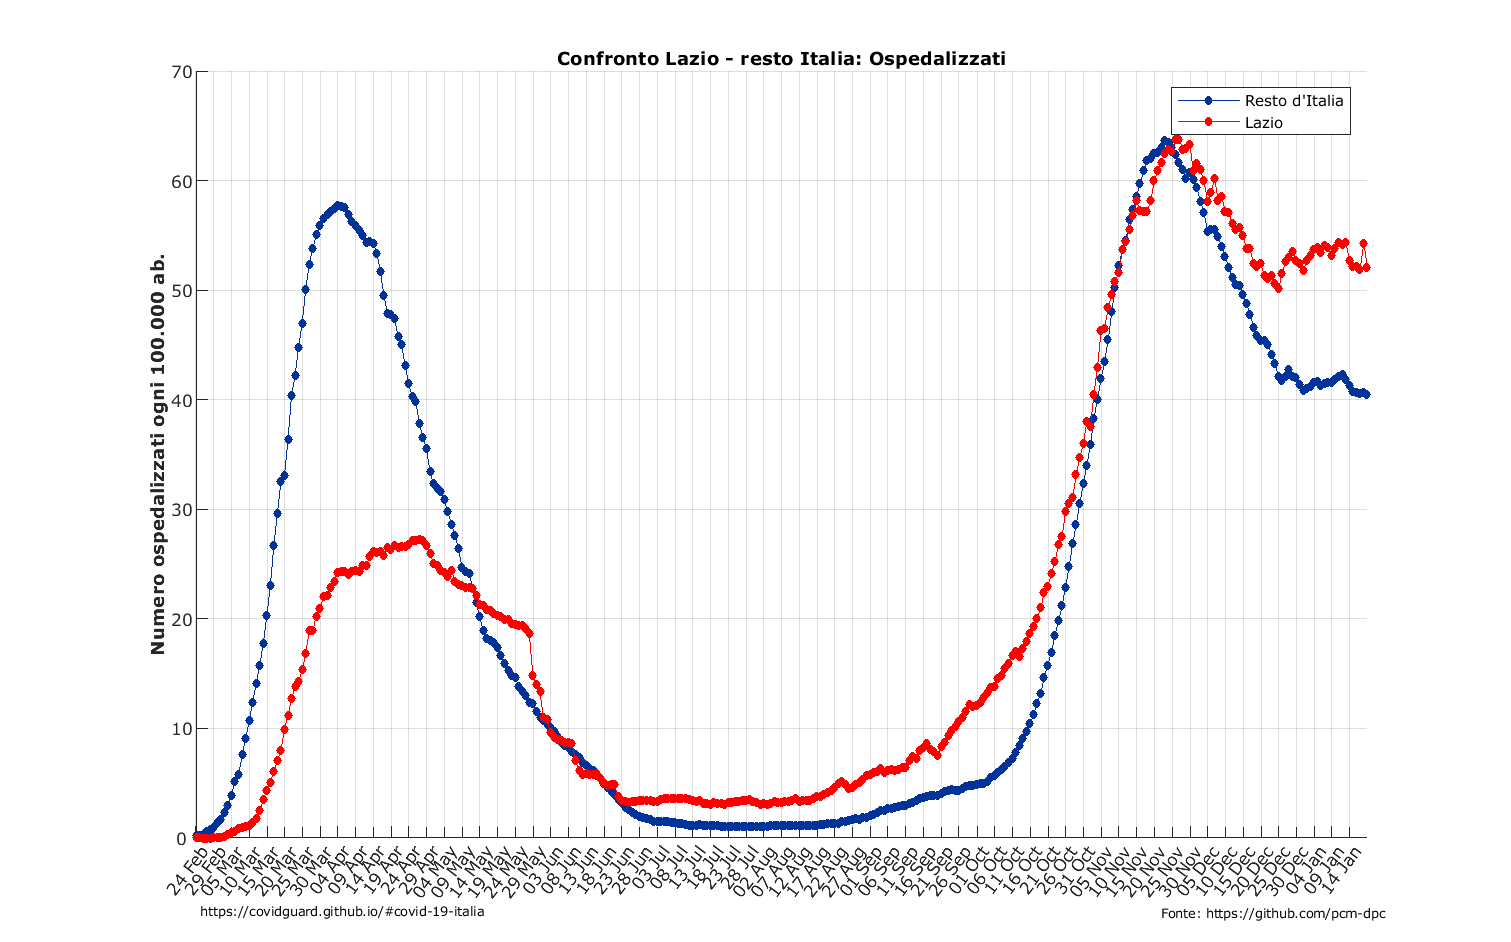 Confronto Lazio - resto Italia: Ospedalizzati
Resto d'Italia
Lazio
Numero ospedalizzati ogni 100.000 ab.
70
60
50
40
30
20
10
0
24 Feb
29 Feb
05 Mar
10 Mar
15 Mar
20 Mar
25 Mar
30 Mar
04 Apr
09 Apr
14 Apr
19 Apr
24 Apr
29 Apr
04 May
09 May
14 May
19 May
24 May
29 May
03 Jun
08 Jun
13 Jun
18 Jun
23 Jun
28 Jun
03 Jul
08 Jul
13 Jul
18 Jul
23 Jul
28 Jul
02 Aug
07 Aug
12 Aug
17 Aug
22 Aug
27 Aug
01 Sep
06 Sep
11 Sep
16 Sep
21 Sep
26 Sep
01 Oct
06 Oct
11 Oct
16 Oct
21 Oct
26 Oct
31 Oct
05 Nov
10 Nov
15 Nov
20 Nov
25 Nov
30 Nov
05 Dec
10 Dec
15 Dec
20 Dec
25 Dec
30 Dec
04 Jan
09 Jan
14 Jan
https://covidguard.github.io/#covid-19-italia
Fonte: https://github.com/pcm-dpc